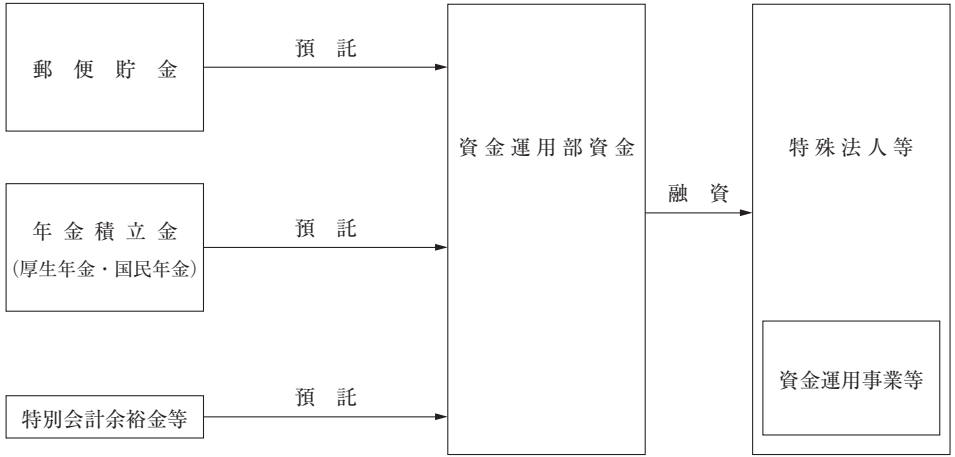 郵便貯金
預託
年金積立金
（厚生年金・国民年金）
預託
特別会計余裕金等
預託
資金運用部資金
融資
特殊法人等
資金運用事業等